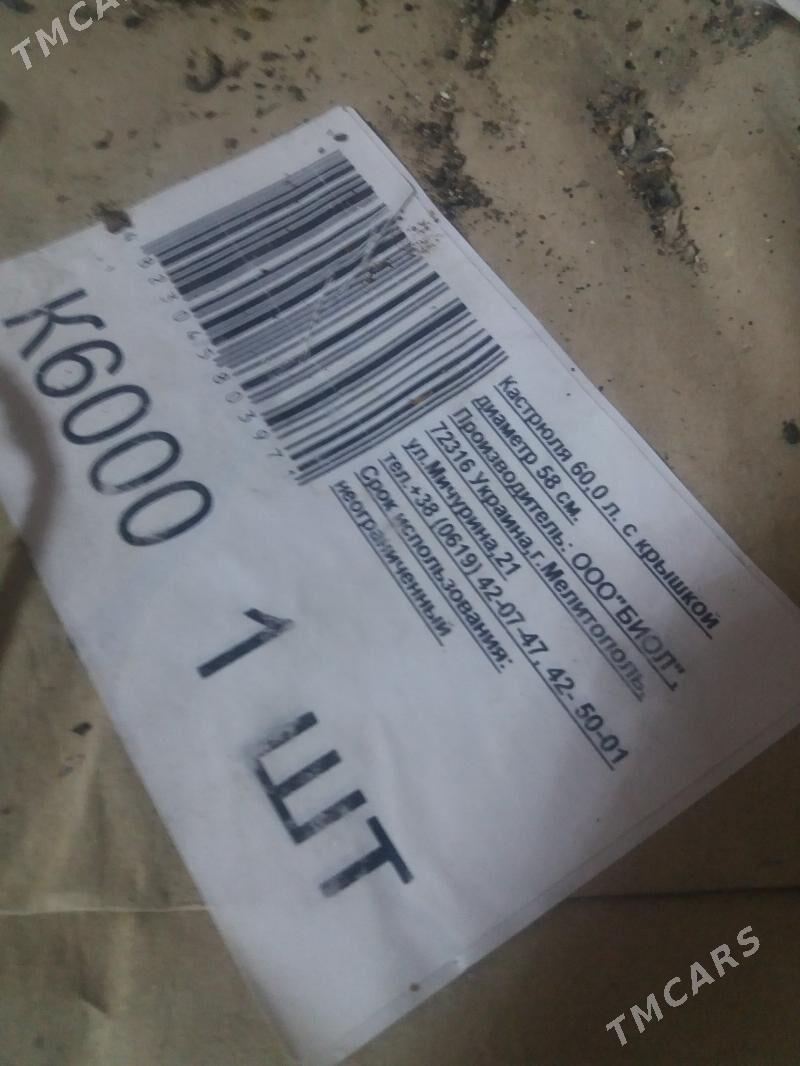 TMCARS
4823065803971
Кастрюля 60.0 л. с крышкой
диаметр 58 см.
Производитель: ООО"БИОЛ",
72316 Украина,г.Мелитополь,
ул.Мичурина,21
тел.+38 (0619) 42-07-47, 42- 50-01
Срок использования:
неограниченный
К6000 1 ШТ
TMCARS